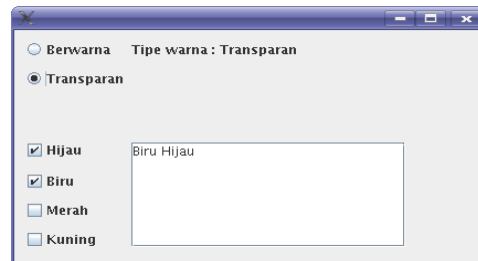 Berwarna Tipe warna : Transparan
Transparan
Hijau Biru Hijau
Biru
Merah
Kuning